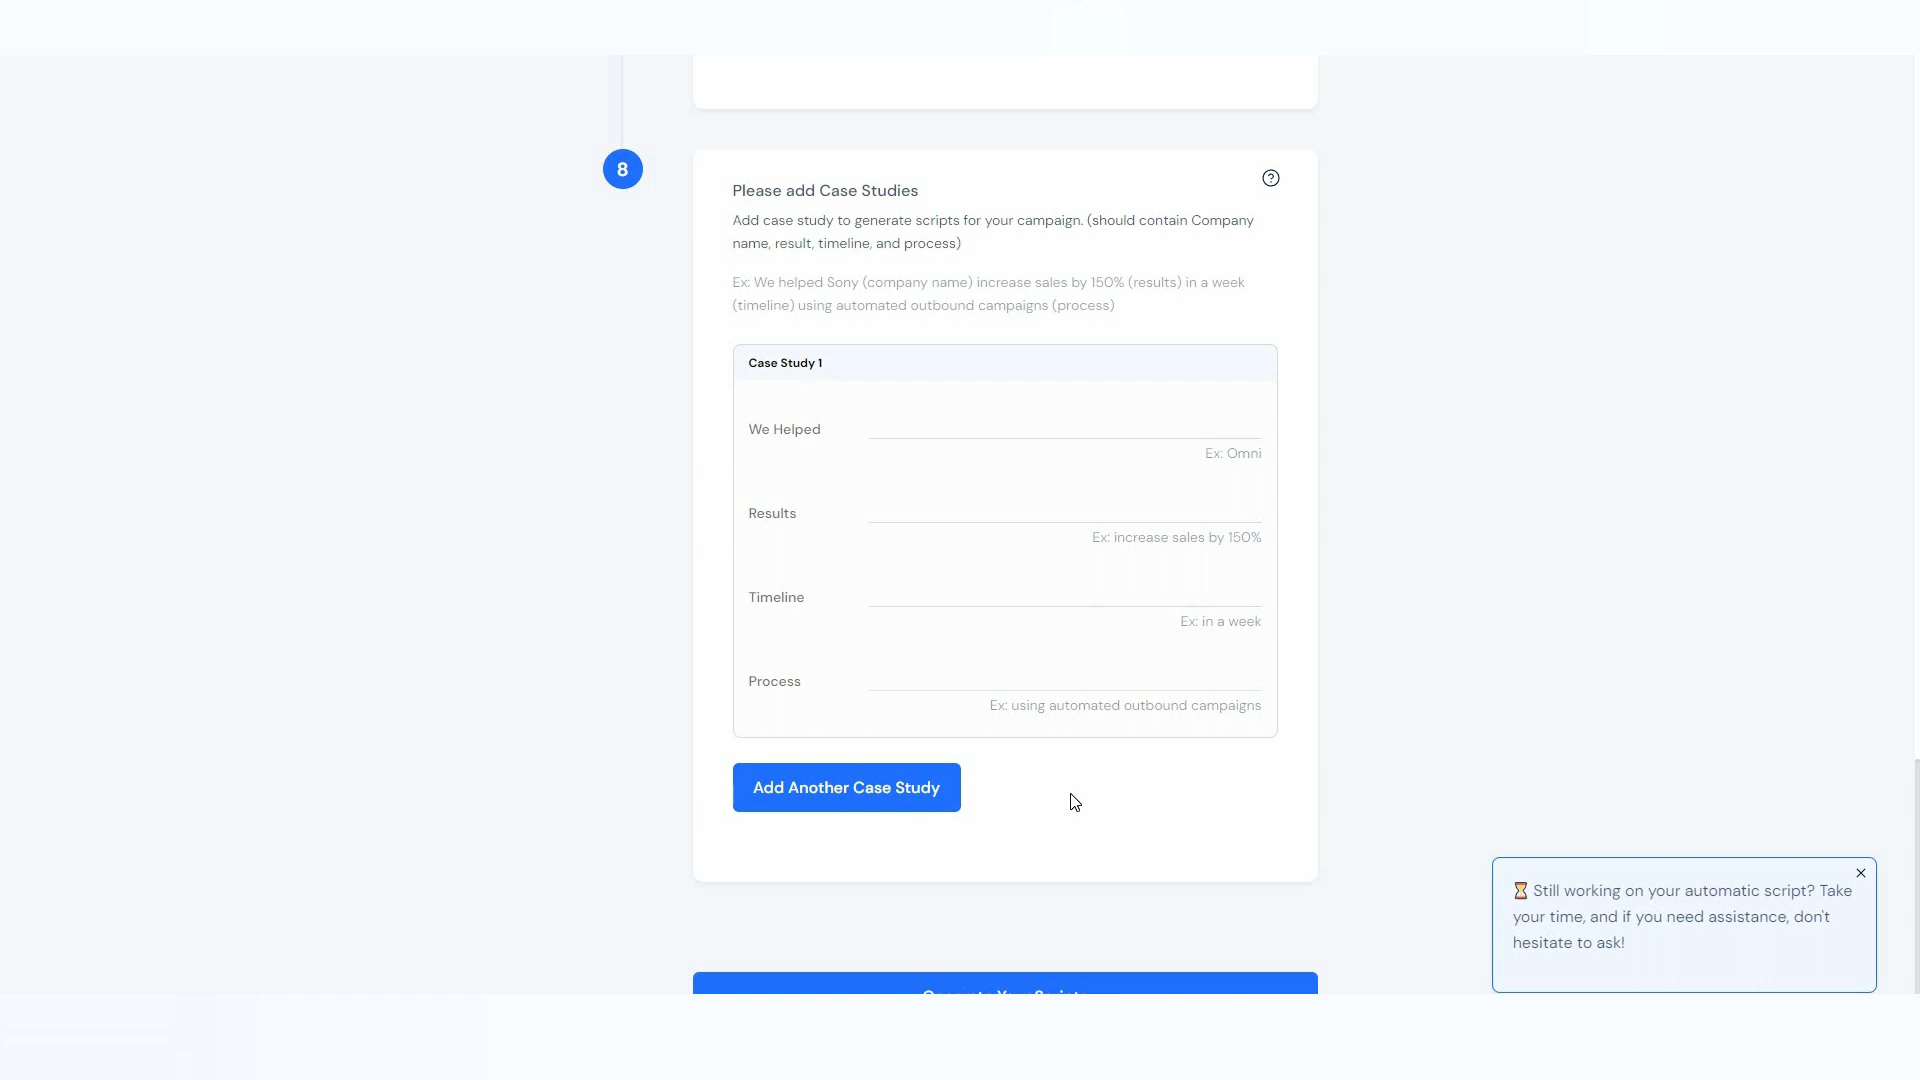 8
Please add Case Studies
Add case study to generate scripts for your campaign. (should contain Company
name, result, timeline, and process)
Ex: We helped Sony (company name) increase sales by 150% (results) in a week
(timeline) using automated outbound campaigns (process)
Case Study 1
We Helped
Ex: Omni
Results
Ex: increase sales by 150%
Timeline
Ex: in a week
Process
Ex: using automated outbound campaigns
Add Another Case Study
⌛ Still working on your automatic script? Take
your time, and if you need assistance, don't
hesitate to ask!
Generate Your Scripts